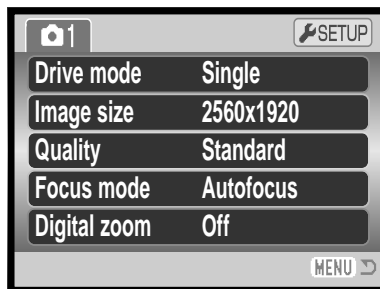 1 SETUP
Drive mode Single
Image size 2560x1920
Quality Standard
Focus mode Autofocus
Digital zoom Off
MENU